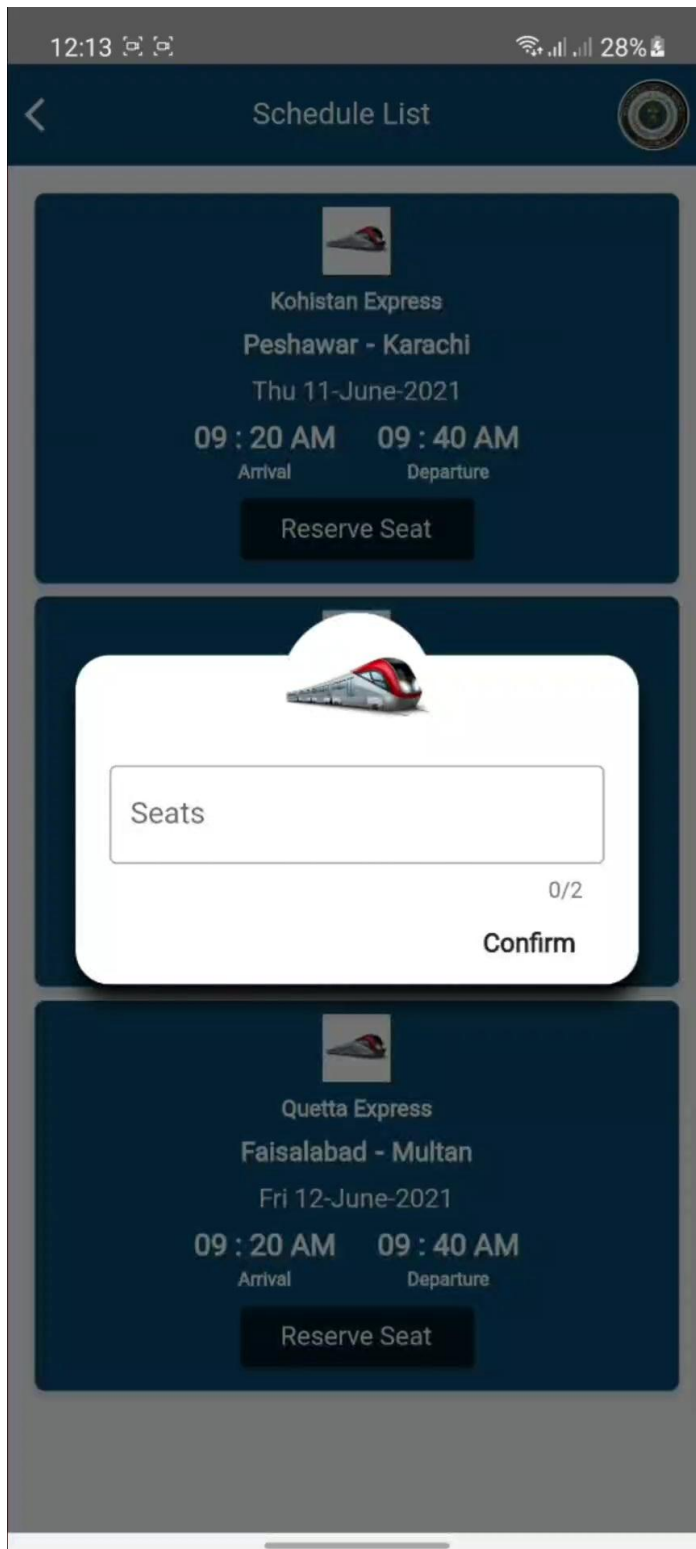 12:13 28%
Schedule List
Kohistan Express
Peshawar - Karachi
Thu 11-June-2021
09 : 20 AM 09 : 40 AM
Arrival Departure
Reserve Seat
Seats
0/2
Confirm
Quetta Express
Faisalabad - Multan
Fri 12-June-2021
09 : 20 AM 09 : 40 AM
Arrival Departure
Reserve Seat